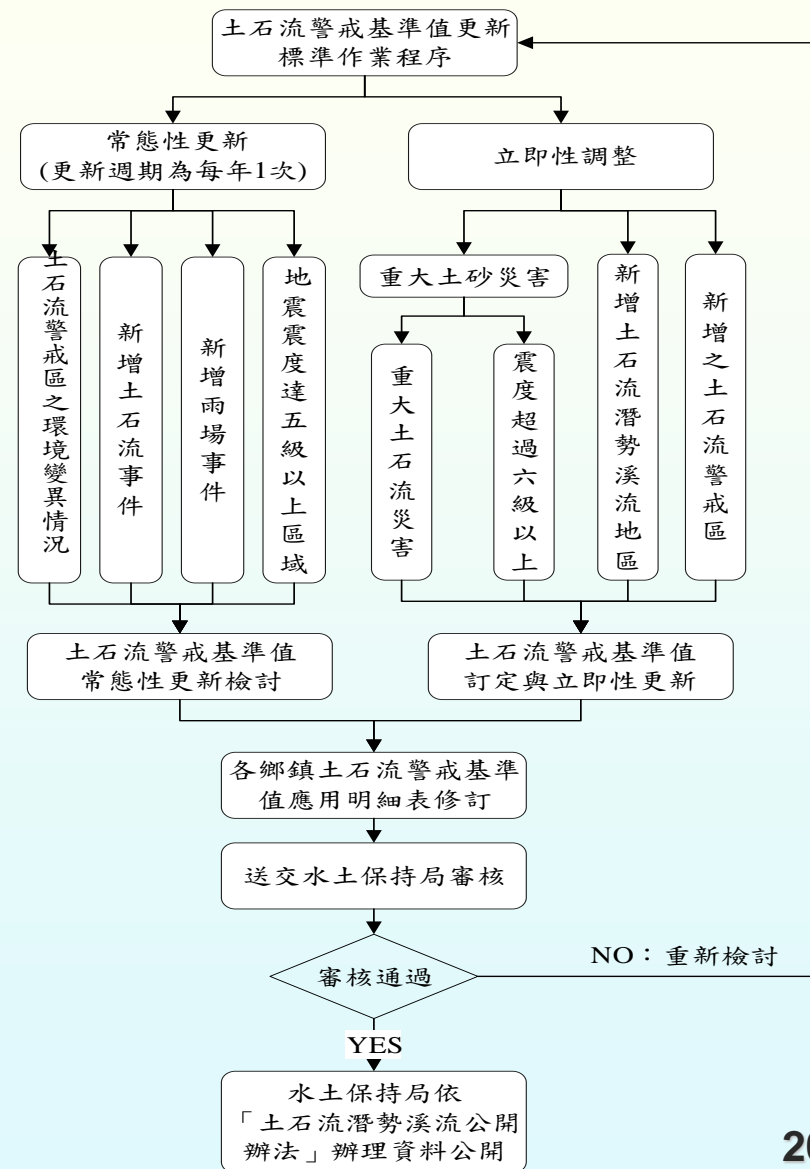 土石流警戒基準值更新
標準作業程序
常態性更新
(更新週期為每年1次)
立即性調整
土石流警戒區之環境變異情況
新增土石流事件
新增雨場事件
地震震度達五級以上區域
重大土砂災害
重大土石流災害
震度超過六級以上
新增土石流潛勢溪流地區
新增之土石流警戒區
土石流警戒基準值
常態性更新檢討
土石流警戒基準值
訂定與立即性更新
各鄉鎮土石流警戒基準
值應用明細表修訂
送交水土保持局審核
審核通過
NO：重新檢討
YES
水土保持局依
「土石流潛勢溪流公開
辦法」辦理資料公開